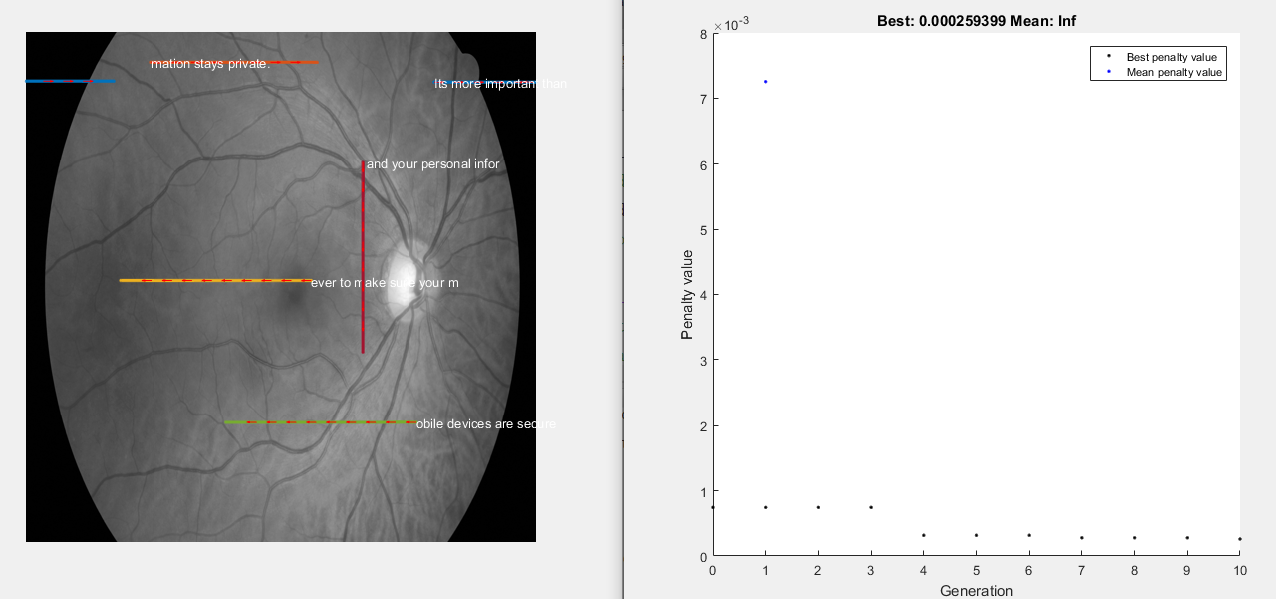 mation stays private.
Its more important than
and your personal infor
ever to make sure your m
obile devices are secure
Best: 0.000259399 Mean: Inf
×10-3
Best penalty value
Mean penalty value
Penalty value
8
7
6
5
4
3
2
1
0
0 1 2 3 4 5 6 7 8 9 10
Generation